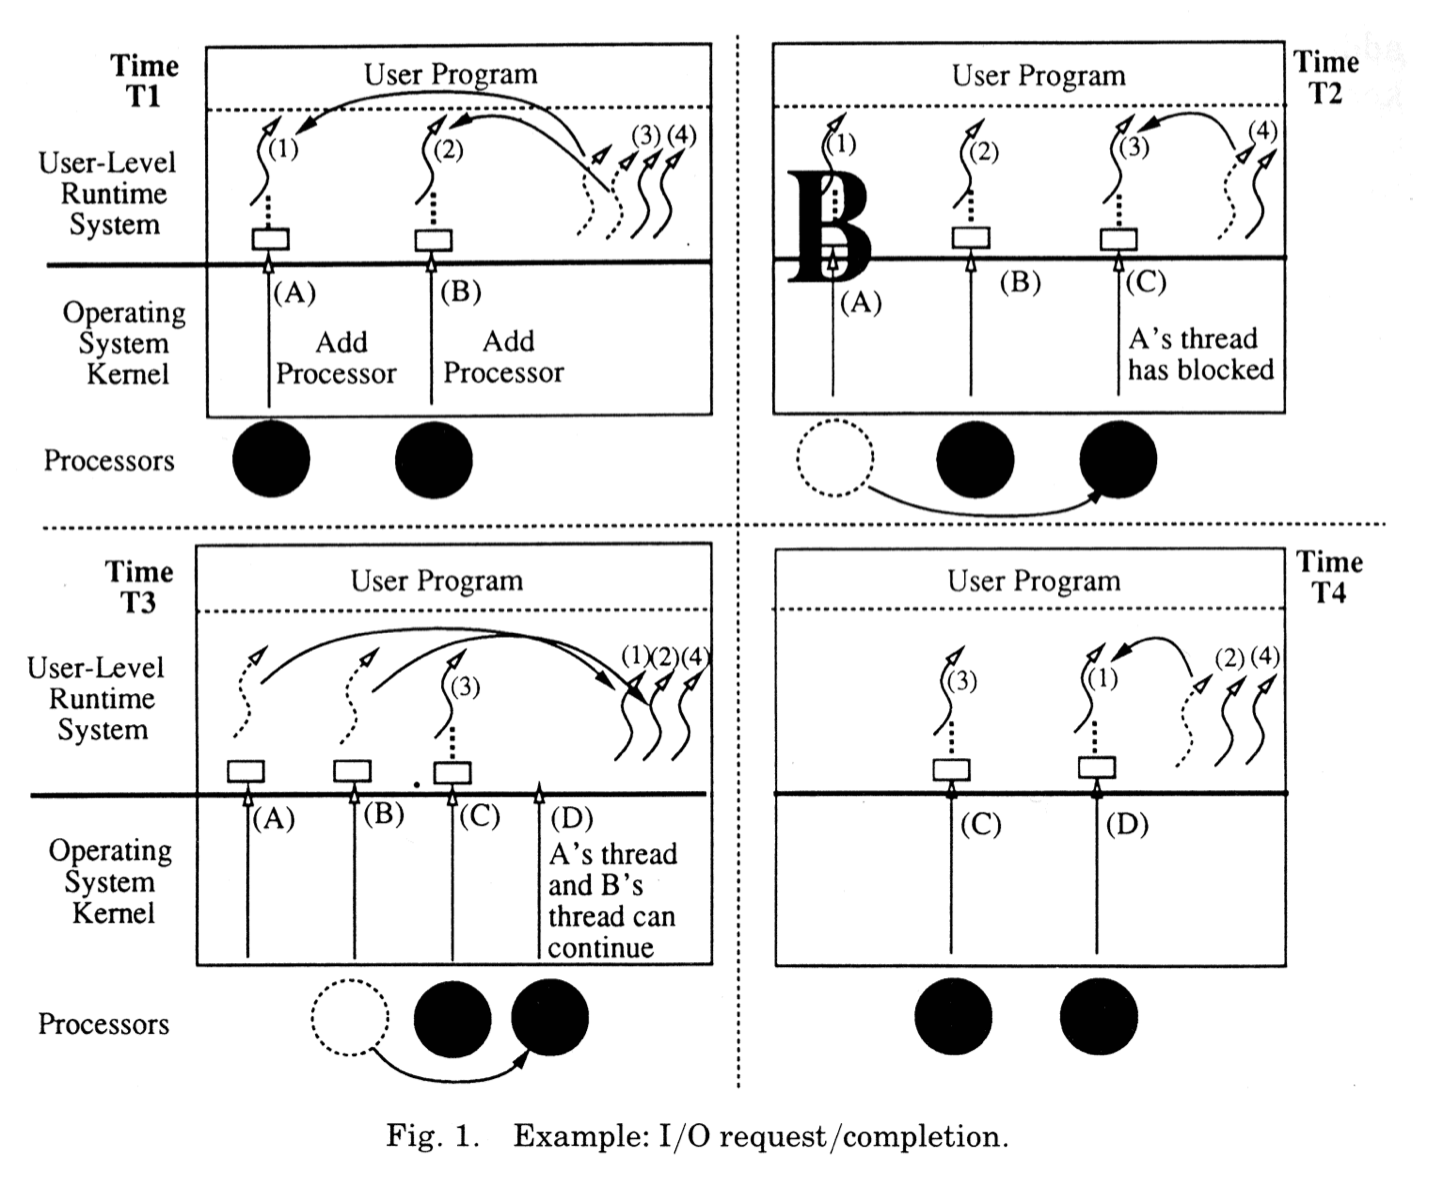 Time
T1
User Program
(1)
(2)
(3) (4)
User-Level
Runtime
System
(A)
(B)
Operating
System
Kernel
Add
Processor
Add
Processor
Processors
Time
T2
User Program
(1)
(2)
(3)
(4)
B
(A)
(B)
(C)
A's thread
has blocked
Time
T3
User Program
User-Level
Runtime
System
(3)
(1)(2)(4)
(A)
(B)
(C)
(D)
Operating
System
Kernel
A's thread
and B's
thread can
continue
Processors
Time
T4
User Program
(3)
(1)
(2) (4)
(C)
(D)
Fig. 1. Example: I/O request/completion.